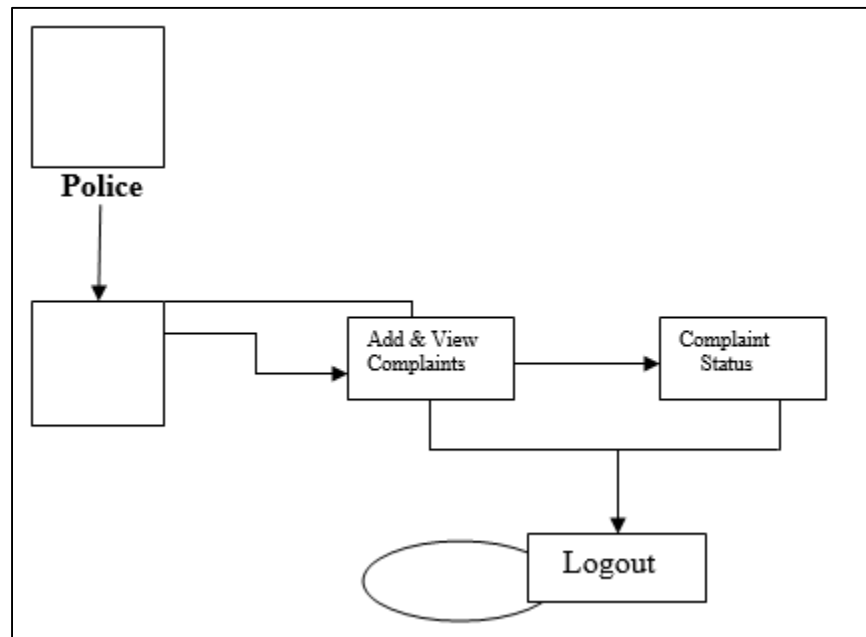 Police
Add & View
Complaints
Complaint
Status
Logout